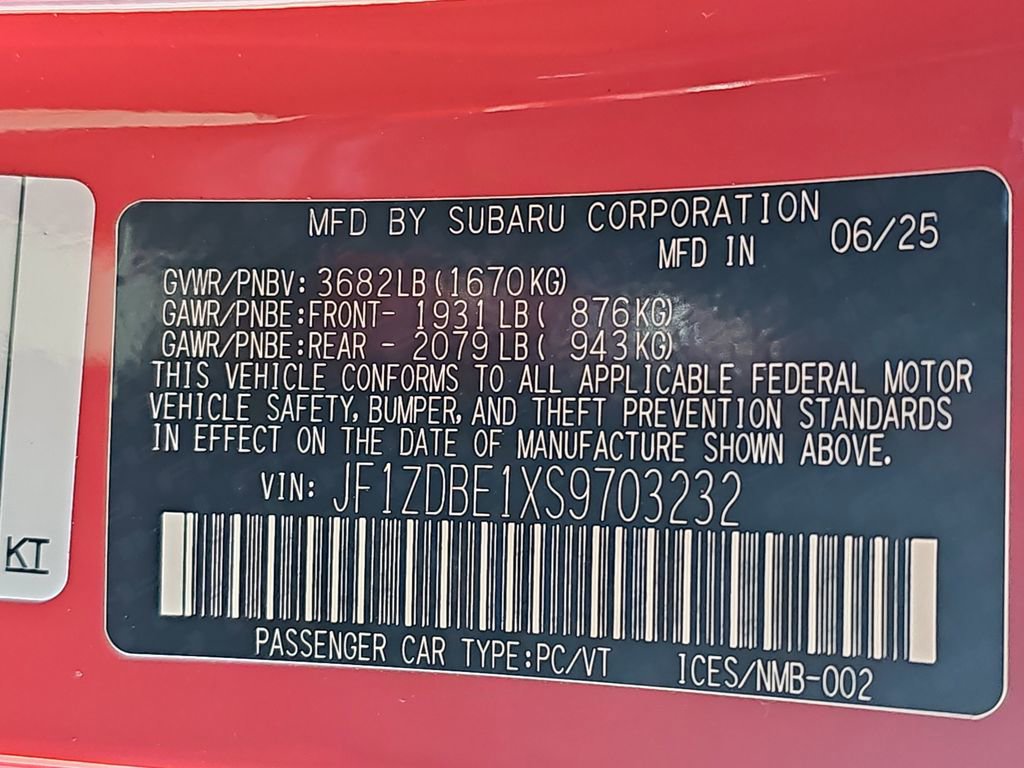 MFD BY SUBARU CORPORATION
MFD IN 06/25
GVWR/PNBV: 3682LB(1670KG)
GAWR/PNBE:FRONT- 1931LB( 876KG)
GAWR/PNBE:REAR - 2079LB( 943KG)
THIS VEHICLE CONFORMS TO ALL APPLICABLE FEDERAL MOTOR
VEHICLE SAFETY, BUMPER, AND THEFT PREVENTION STANDARDS
IN EFFECT ON THE DATE OF MANUFACTURE SHOWN ABOVE.
VIN: JF1ZDBE1XS9703232
PASSENGER CAR TYPE:PC/VT ICES/NMB-002
KT